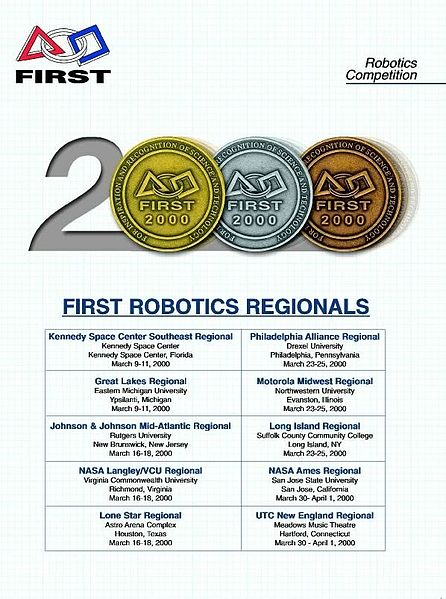 FIRST
Robotics
Competition
2
FOR INSPIRATION AND RECOGNITION OF SCIENCE AND TECHNOLOGY
FIRST
2000
RECOGNITION OF SCIENCE AND TECHNOLOGY
FOR
FIRST
2000
RECOGNITION OF SCIENCE AND TECHNOLOGY
FOR
FIRST
2000
FIRST ROBOTICS REGIONALS
Kennedy Space Center Southeast Regional
Kennedy Space Center
Kennedy Space Center, Florida
March 9-11, 2000
Philadelphia Alliance Regional
Drexel University
Philadelphia, Pennsylvania
March 23-25, 2000
Great Lakes Regional
Eastern Michigan University
Ypsilanti, Michigan
March 9-11, 2000
Motorola Midwest Regional
Northwestern University
Evanston, Illinois
March 23-25, 2000
Johnson & Johnson Mid-Atlantic Regional
Rutgers University
New Brunswick, New Jersey
March 16-18, 2000
Long Island Regional
Suffolk County Community College
Long Island, NY
March 23-25, 2000
NASA Langley/VCU Regional
Virginia Commonwealth University
Richmond, Virginia
March 16-18, 2000
NASA Ames Regional
San Jose State University
San Jose, California
March 30- April 1, 2000
Lone Star Regional
Astro Arena Complex
Houston, Texas
March 16-18, 2000
UTC New England Regional
Meadows Music Theatre
Hartford, Connecticut
March 30 - April 1, 2000